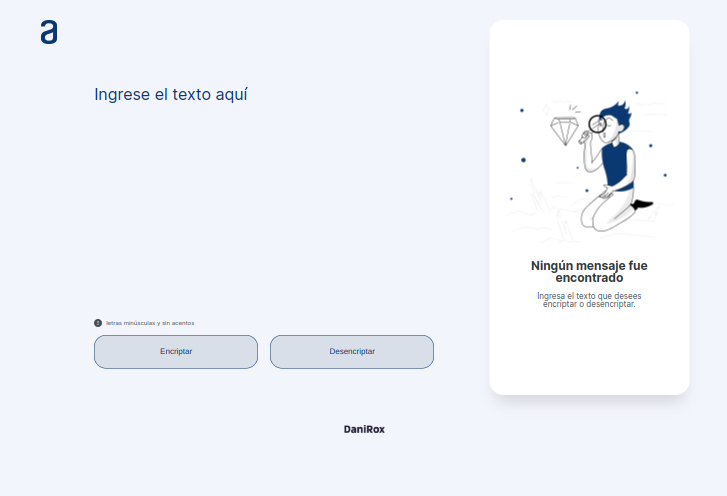 a
Ingrese el texto aquí
Ningún mensaje fue
encontrado
Ingresa el texto que desees
encriptar o desencriptar.
! letras minúsculas y sin acentos
Encriptar
Desencriptar
DaniRox